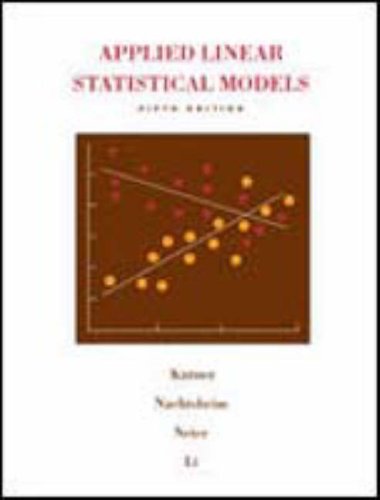 APPLIED LINEAR
STATISTICAL MODELS
FIFTH EDITION
Kutner
Nachtsheim
Neter
Li